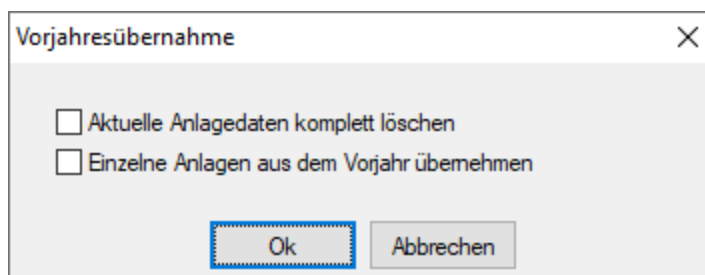 Vorjahresübernahme
Aktuelle Anlagedaten komplett löschen
Einzelne Anlagen aus dem Vorjahr übernehmen
Ok Abbrechen